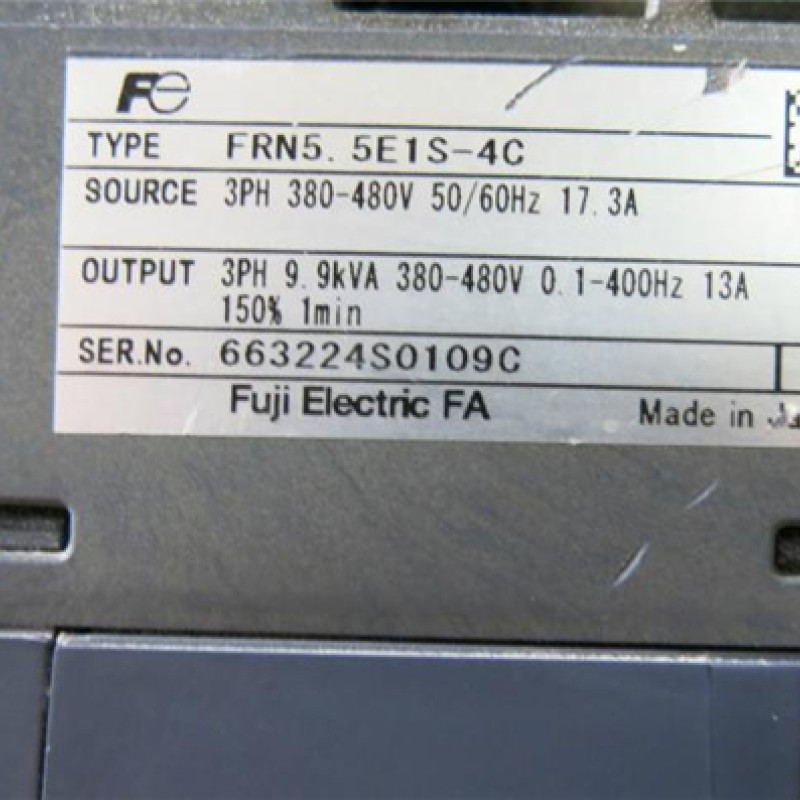 Fe
TYPE FRN5.5E1S-4C
SOURCE 3PH 380-480V 50/60Hz 17.3A
OUTPUT 3PH 9.9kVA 380-480V 0.1-400Hz 13A
150% 1min
SER.No. 663224S0109C
Fuji Electric FA
Made in